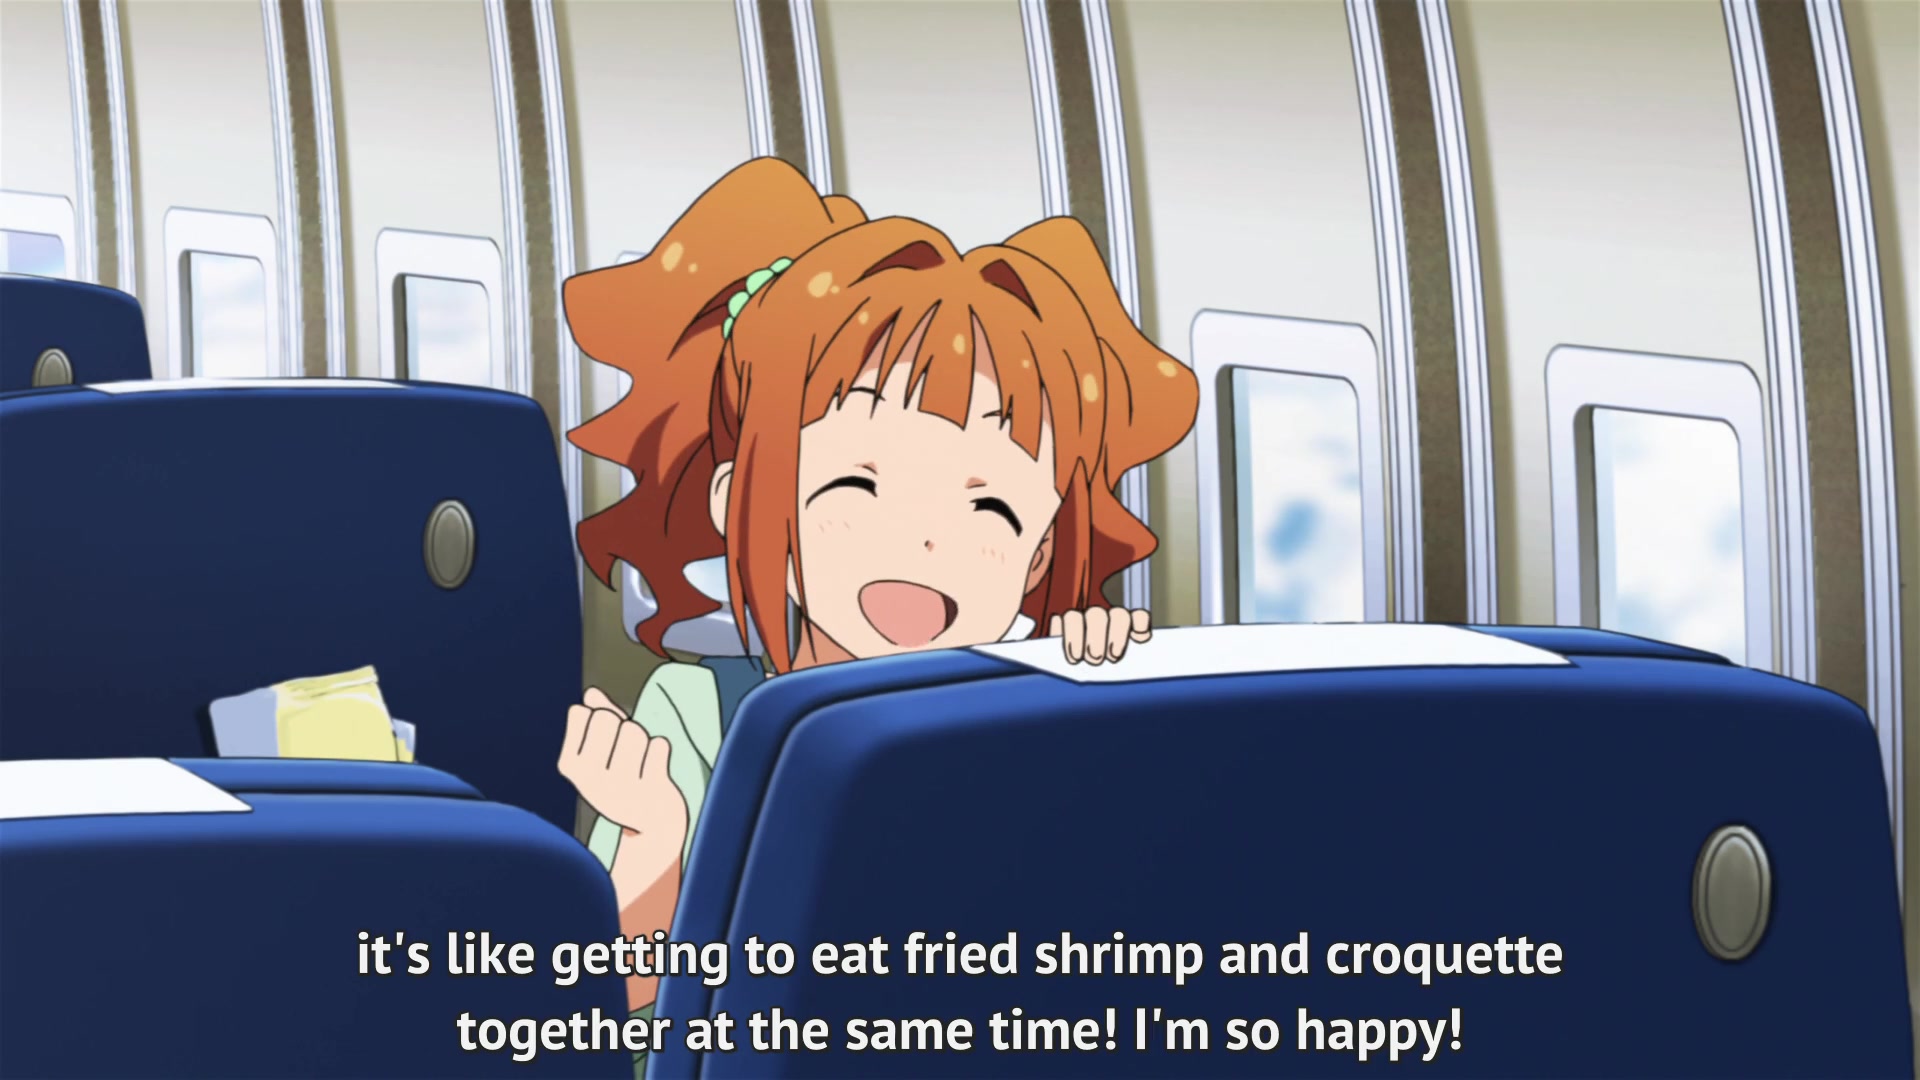 it's like getting to eat fried shrimp and croquette
together at the same time! I'm so happy!